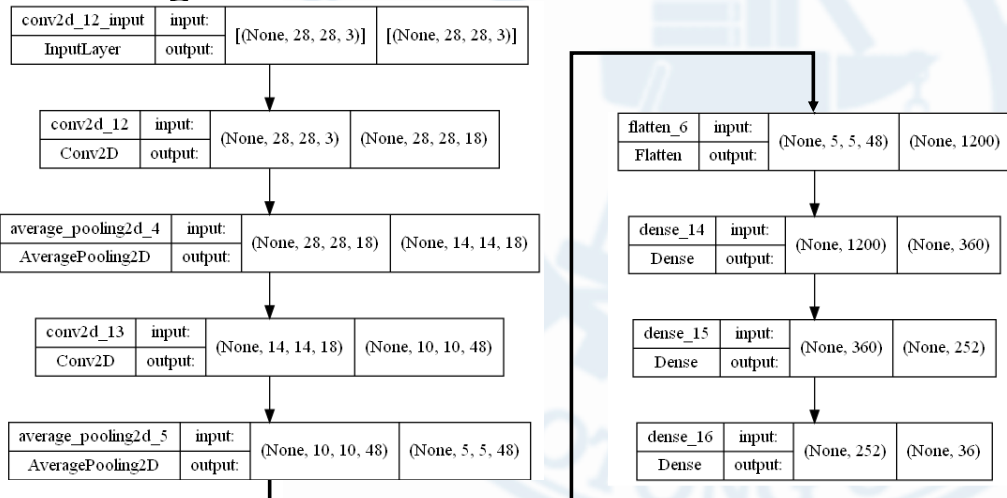 conv2d_12_input input: [(None, 28, 28, 3)] [(None, 28, 28, 3)]
InputLayer output:
conv2d_12 input: (None, 28, 28, 3) (None, 28, 28, 18)
Conv2D output:
average_pooling2d_4 input: (None, 28, 28, 18) (None, 14, 14, 18)
AveragePooling2D output:
conv2d_13 input: (None, 14, 14, 18) (None, 10, 10, 48)
Conv2D output:
average_pooling2d_5 input: (None, 10, 10, 48) (None, 5, 5, 48)
AveragePooling2D output:
flatten_6 input: (None, 5, 5, 48) (None, 1200)
Flatten output:
dense_14 input: (None, 1200) (None, 360)
Dense output:
dense_15 input: (None, 360) (None, 252)
Dense output:
dense_16 input: (None, 252) (None, 36)
Dense output: